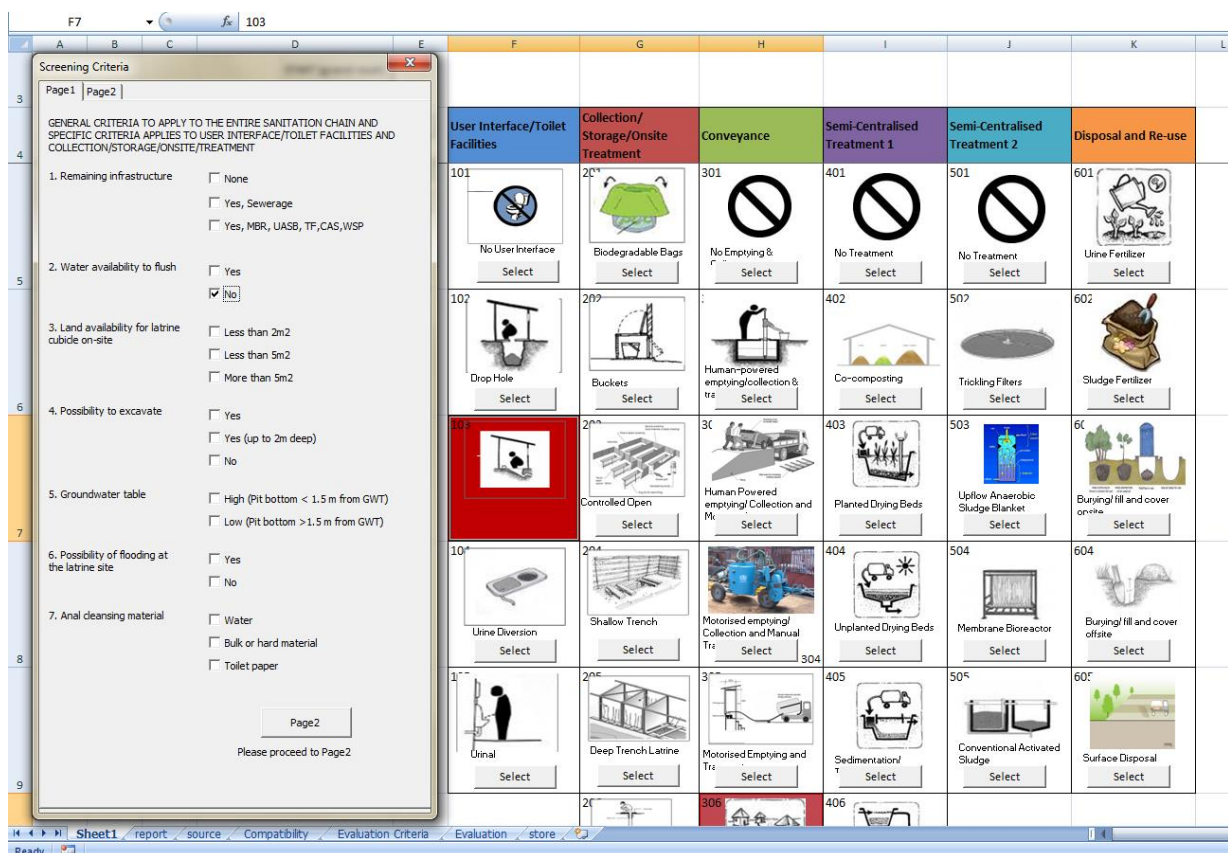 F7
fx 103
A B C D E F G H I J K L
Screening Criteria
Page1 Page2
GENERAL CRITERIA TO APPLY TO THE ENTIRE SANITATION CHAIN AND
SPECIFIC CRITERIA APPLIES TO USER INTERFACE/TOILET FACILITIES AND
COLLECTION/STORAGE/ONSITE/TREATMENT
1. Remaining infrastructure
None
Yes, Sewerage
Yes, MBR, UASB, TF,CAS,WSP
2. Water availability to flush
Yes
No
3. Land availability for latrine
cubicle on-site
Less than 2m2
Less than 5m2
More than 5m2
4. Possibility to excavate
Yes
Yes (up to 2m deep)
No
5. Groundwater table
High (Pit bottom < 1.5 m from GWT)
Low (Pit bottom >1.5 m from GWT)
6. Possibility of flooding at
the latrine site
Yes
No
7. Anal cleansing material
Water
Bulk or hard material
Toilet paper
Page2
Please proceed to Page2
3
4
User Interface/Toilet
Facilities
Collection/
Storage/Onsite
Treatment
Conveyance
Semi-Centralised
Treatment 1
Semi-Centralised
Treatment 2
Disposal and Re-use
5
101
No User Interface
Select
Biodegradable Bags
Select
301
No Emptying &
Select
401
No Treatment
Select
501
No Treatment
Select
601
Urine Fertilizer
Select
6
102
Drop Hole
Select
202
Buckets
Select
Human-powered
emptying/collection &
Select
402
Co-composting
Select
502
Trickling Filters
Select
602
Sludge Fertilizer
Select
7
103
Controlled Open
Select
Human Powered
emptying/ Collection and
Select
403
Planted Drying Beds
Select
503
Upflow Anaerobic
Sludge Blanket
Select
Burying/ fill and cover
onsite
Select
8
Urine Diversion
Select
204
Shallow Trench
Select
Motorised emptying/
Collection and Manual
Select
304
404
Unplanted Drying Beds
Select
504
Membrane Bioreactor
Select
604
Burying/ fill and cover
offsite
Select
9
Urinal
Select
205
Deep Trench Latrine
Select
Motorised Emptying and
Select
405
Sedimentation/
Select
505
Conventional Activated
Sludge
Select
605
Surface Disposal
Select
306
406
Sheet1 report source Compatibility Evaluation Criteria Evaluation store
Ready